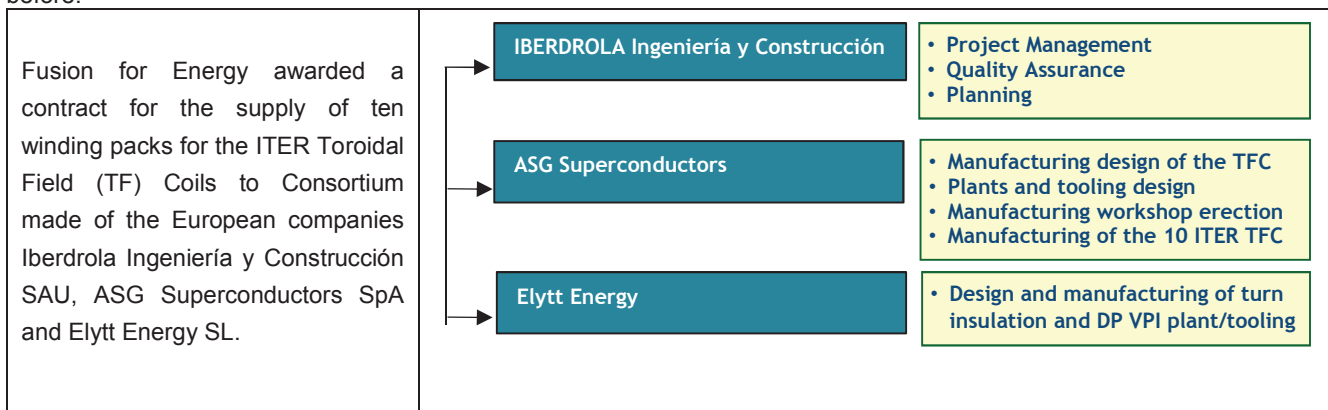 before.
Fusion for Energy awarded a
contract for the supply of ten
winding packs for the ITER Toroidal
Field (TF) Coils to Consortium
made of the European companies
Iberdrola Ingeniería y Construcción
SAU, ASG Superconductors SpA
and Elytt Energy SL.
IBERDROLA Ingeniería y Construcción
• Project Management
• Quality Assurance
• Planning
ASG Superconductors
• Manufacturing design of the TFC
• Plants and tooling design
• Manufacturing workshop erection
• Manufacturing of the 10 ITER TFC
Elytt Energy
• Design and manufacturing of turn
insulation and DP VPI plant/tooling